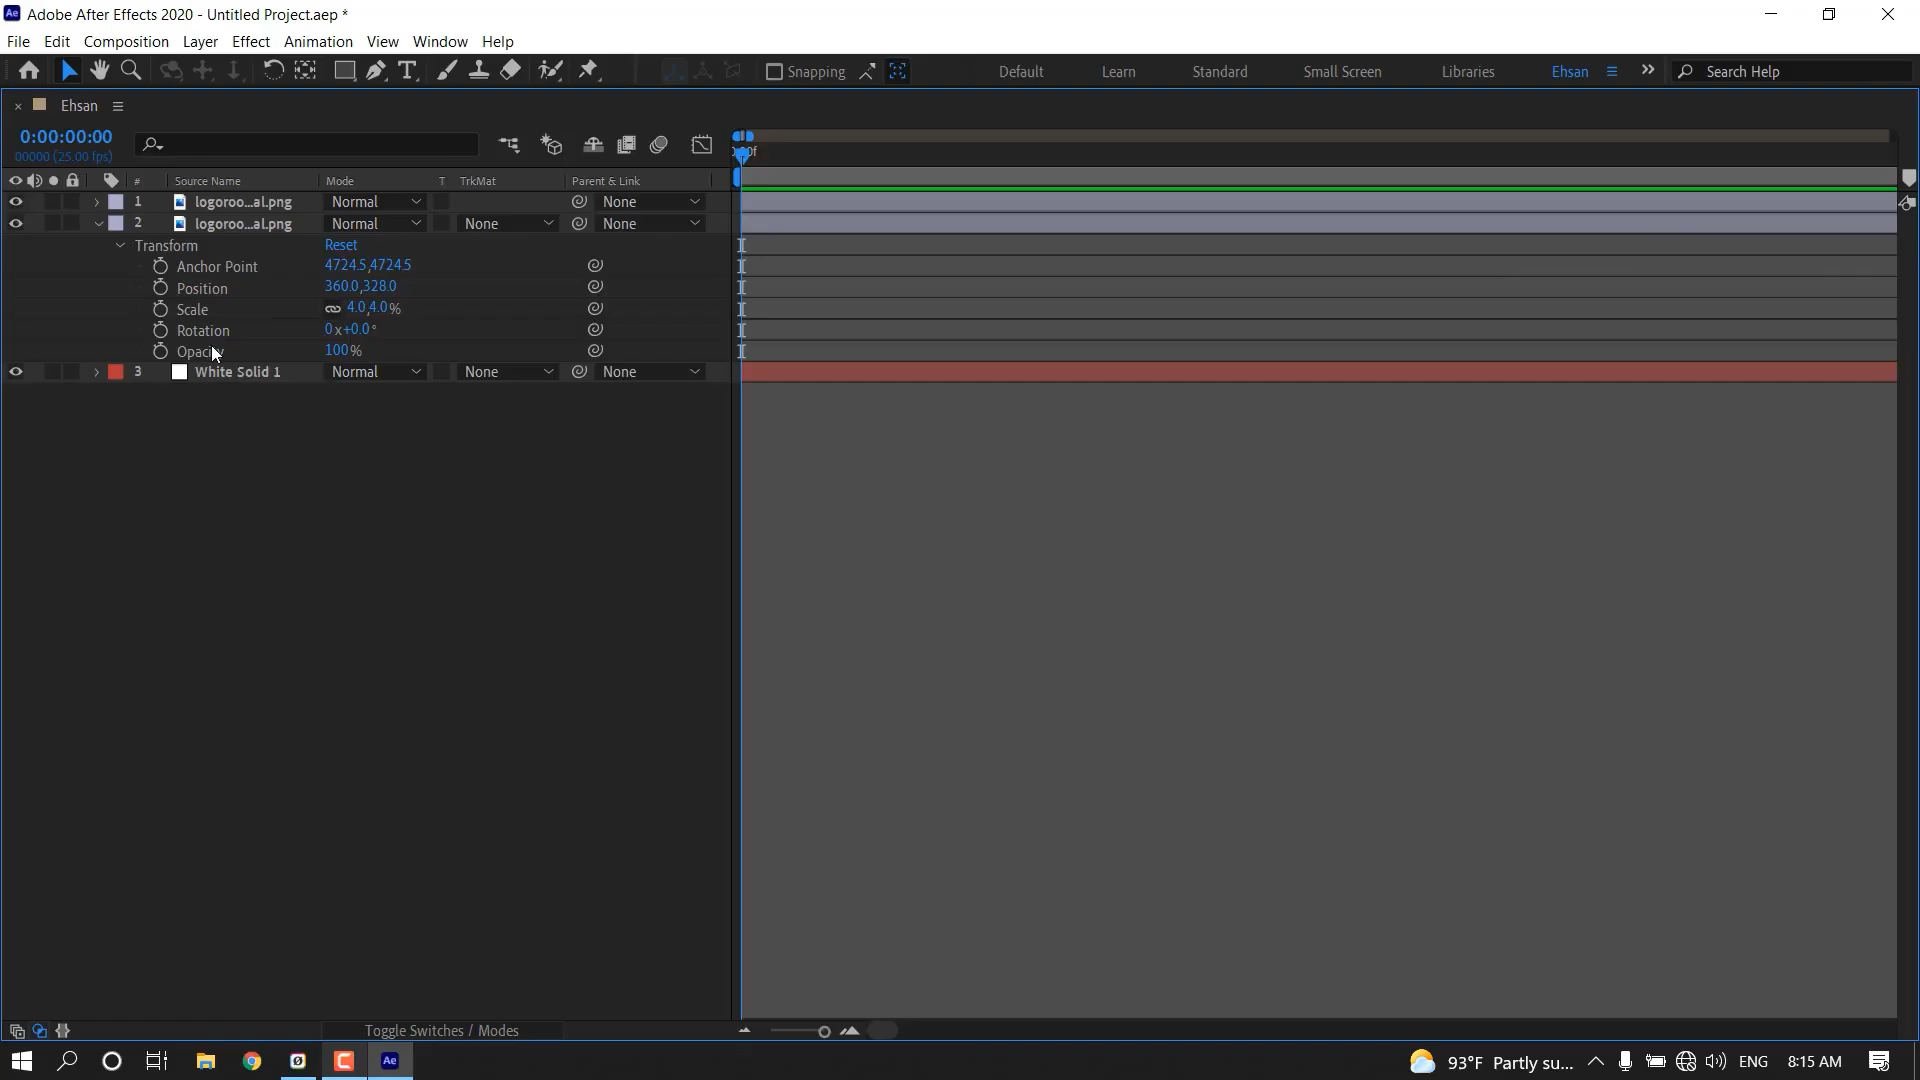 Adobe After Effects 2020 - Untitled Project.aep *
File Edit Composition Layer Effect Animation View Window Help
Snapping Default Learn Standard Small Screen Libraries Ehsan Search Help
Ehsan
0:00:00:00
00000 (25.00 fps)
# Source Name Mode T TrkMat Parent & Link
1 logoroo...al.png Normal None
2 logoroo...al.png Normal None None
Transform Reset
Anchor Point 4724.5,4724.5
Position 360.0,328.0
Scale 4.0,4.0%
Rotation 0x+0.0°
Opacity 100%
3 White Solid 1 Normal None None
Toggle Switches / Modes
93°F Partly su... ENG 8:15 AM